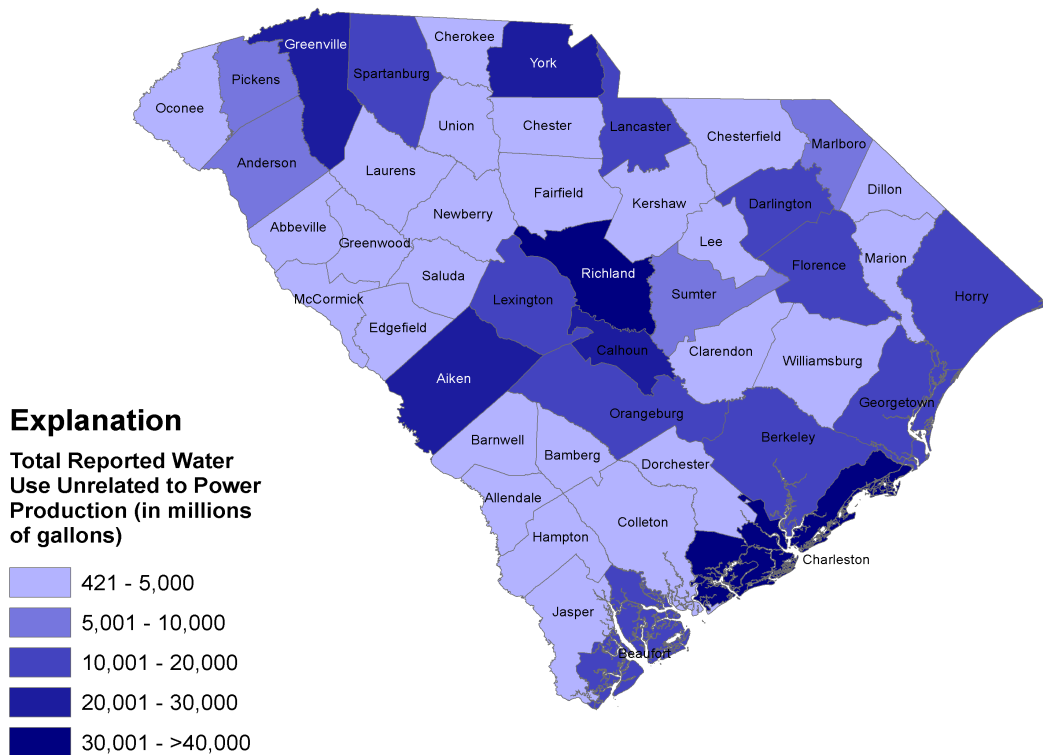 Cherokee
Greenville
York
Spartanburg
Pickens
Oconee
Union
Chester
Lancaster
Chesterfield
Marlboro
Anderson
Laurens
Dillon
Fairfield
Kershaw
Darlington
Newberry
Abbeville
Greenwood
Lee
Marion
Florence
Richland
Saluda
Sumter
Horry
Lexington
McCormick
Edgefield
Calhoun
Clarendon
Williamsburg
Aiken
Georgetown
Orangeburg
Berkeley
Barnwell
Bamberg
Dorchester
Allendale
Colleton
Hampton
Charleston
Jasper
Beaufort
Explanation
Total Reported Water
Use Unrelated to Power
Production (in millions
of gallons)
421 - 5,000
5,001 - 10,000
10,001 - 20,000
20,001 - 30,000
30,001 - >40,000